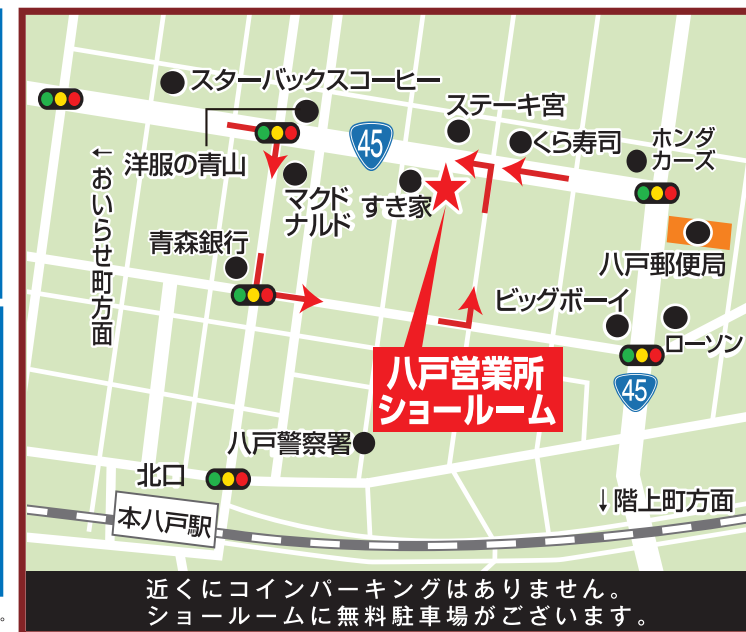 スターバックスコーヒー
ステーキ宮
くら寿司
ホンダ
カーズ
45
洋服の青山
マクド
ナルド
すき家
←おいらせ町方面
青森銀行
八戸郵便局
ビッグボーイ
ローソン
八戸営業所
ショールーム
45
八戸警察署
北口
本八戸駅
↓階上町方面
近くにコインパーキングはありません。
ショールームに無料駐車場がございます。
。